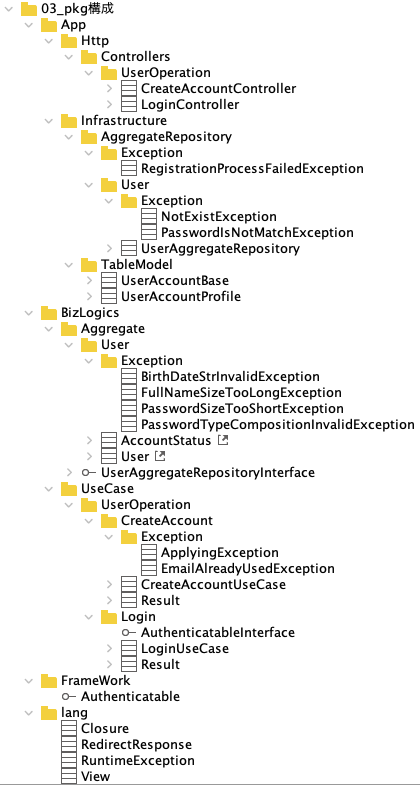 03_pkg構成
App
Http
Controllers
UserOperation
CreateAccountController
LoginController
Infrastructure
AggregateRepository
Exception
RegistrationProcessFailedException
User
Exception
NotExistException
PasswordIsNotMatchException
UserAggregateRepository
TableModel
UserAccountBase
UserAccountProfile
BizLogics
Aggregate
User
Exception
BirthDateStrInvalidException
FullNameSizeTooLongException
PasswordSizeTooShortException
PasswordTypeCompositionInvalidException
AccountStatus
User
UserAggregateRepositoryInterface
UseCase
UserOperation
CreateAccount
Exception
ApplyingException
EmailAlreadyUsedException
CreateAccountUseCase
Result
Login
AuthenticatableInterface
LoginUseCase
Result
FrameWork
Authenticatable
lang
Closure
RedirectResponse
RuntimeException
View